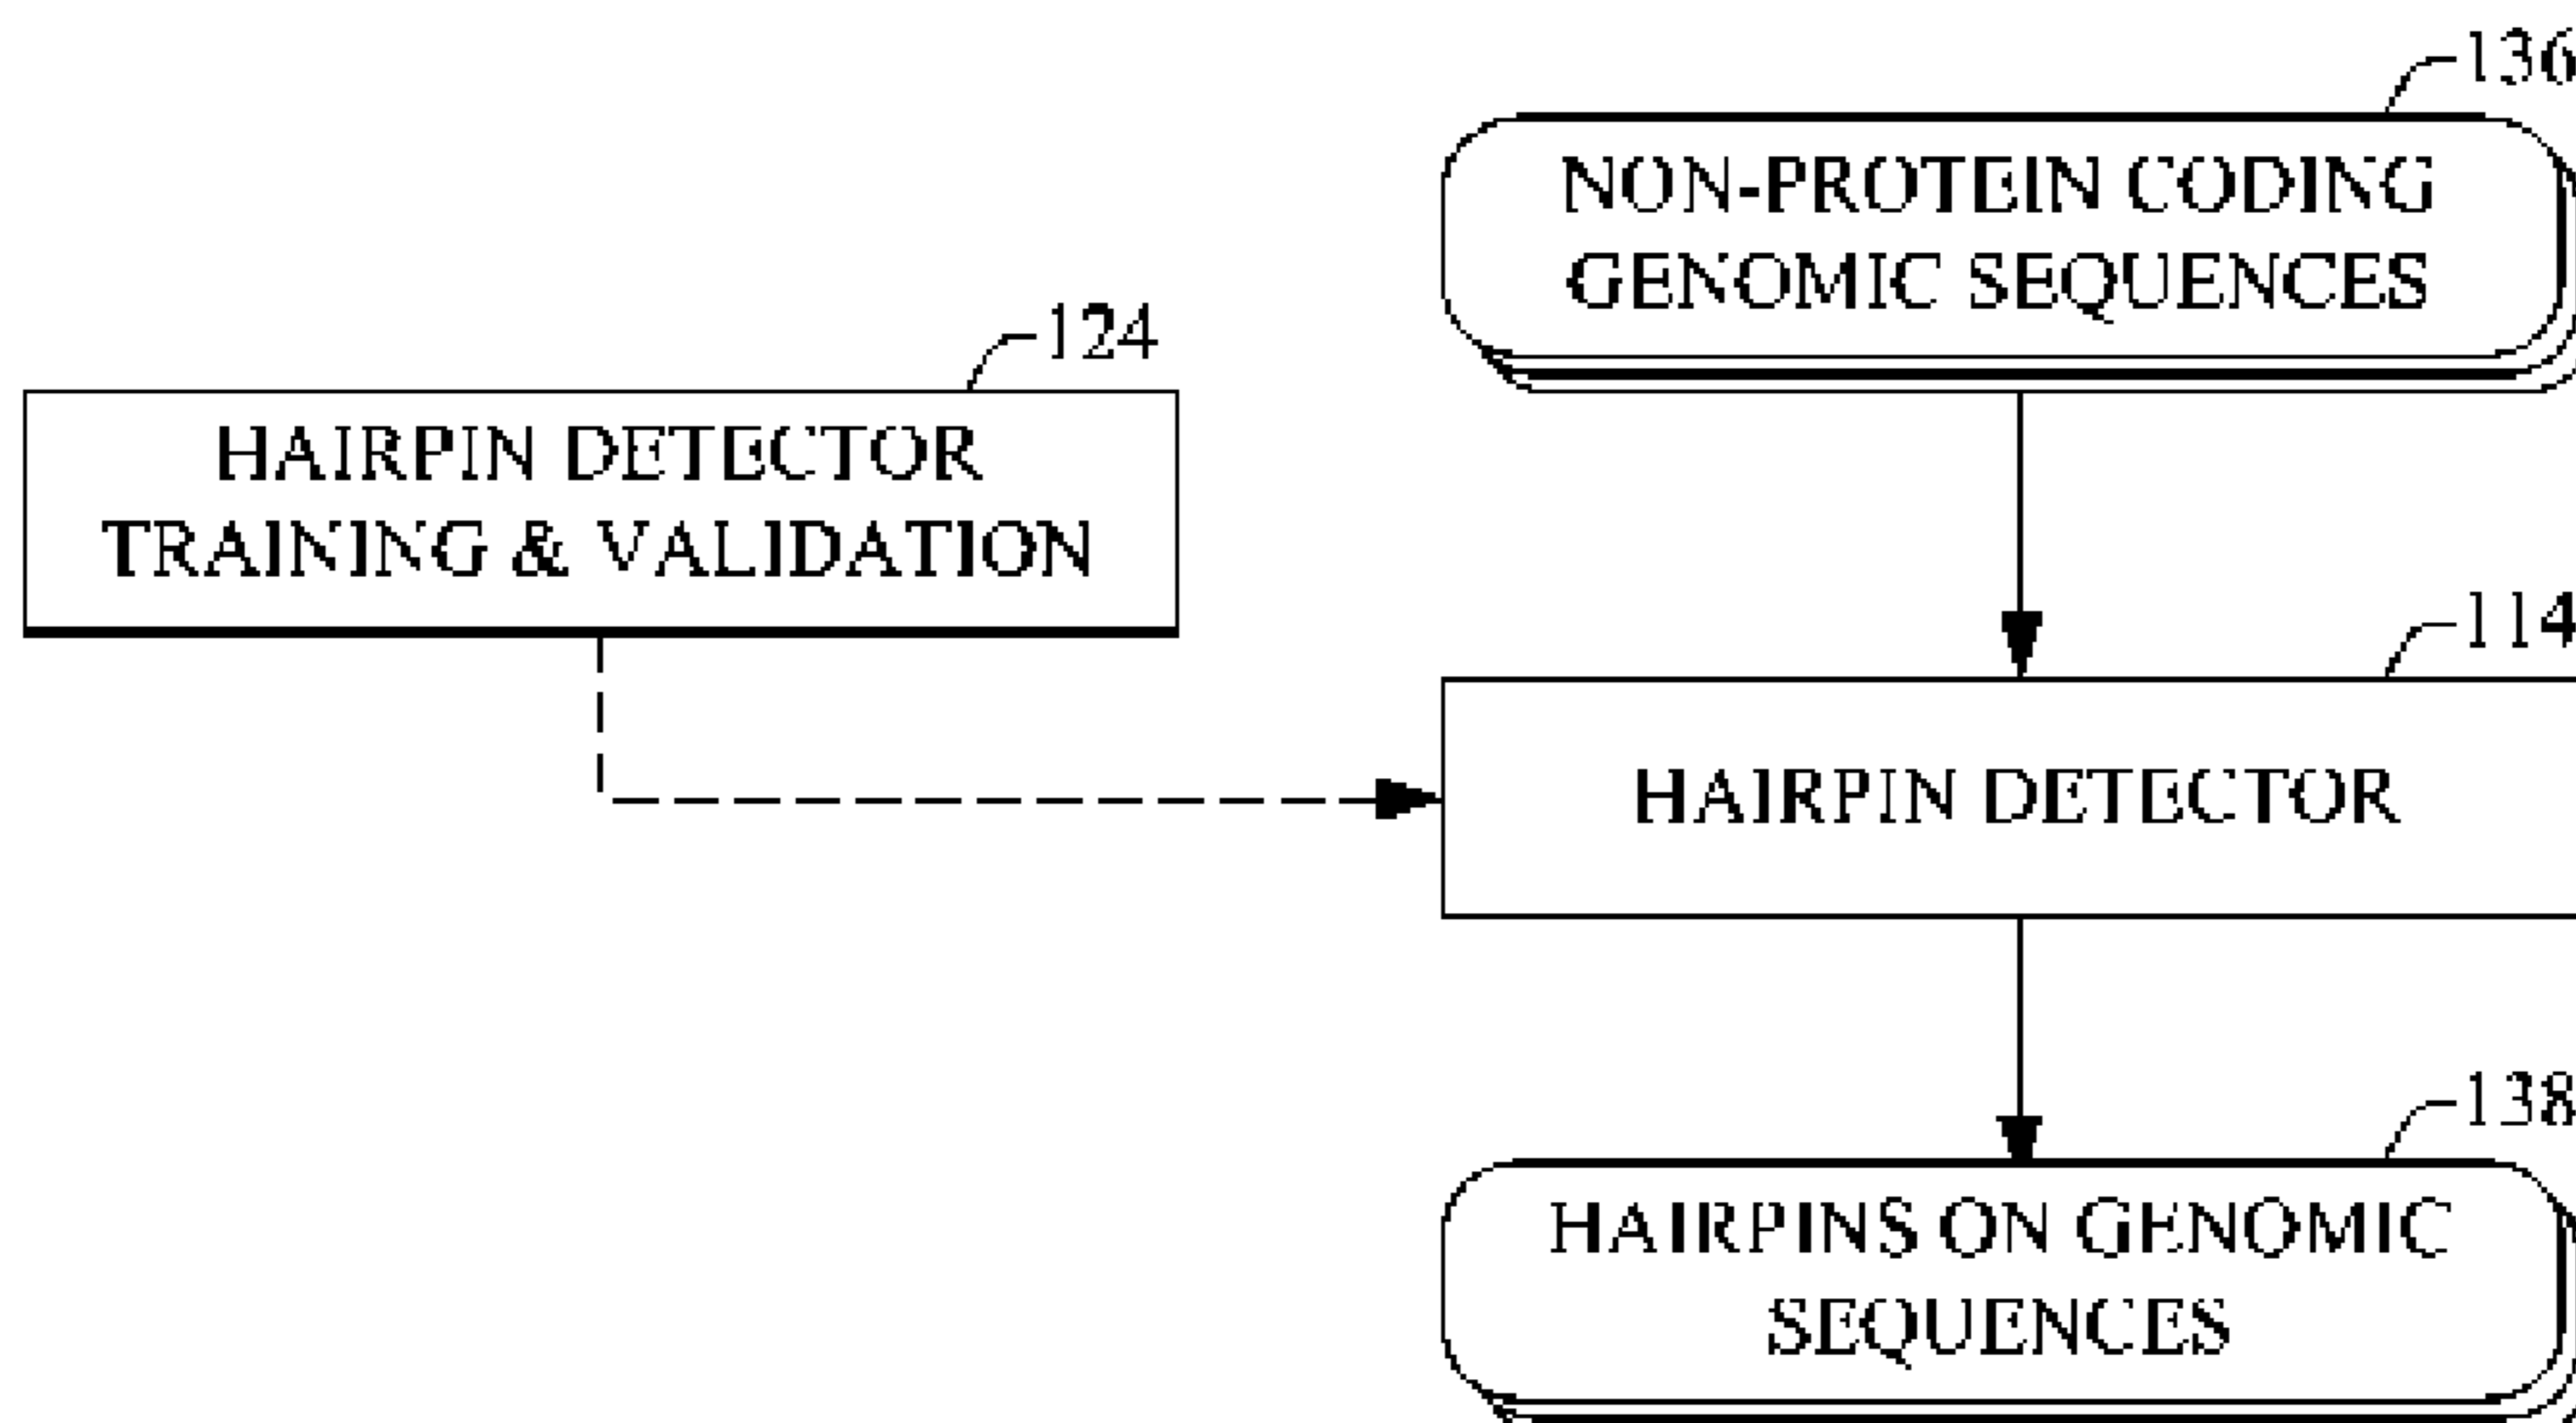 136
NON-PROTEIN CODING
GENOMIC SEQUENCES
124
HAIRPIN DETECTOR
TRAINING & VALIDATION
114
HAIRPIN DETECTOR
138
HAIRPINS ON GENOMIC
SEQUENCES